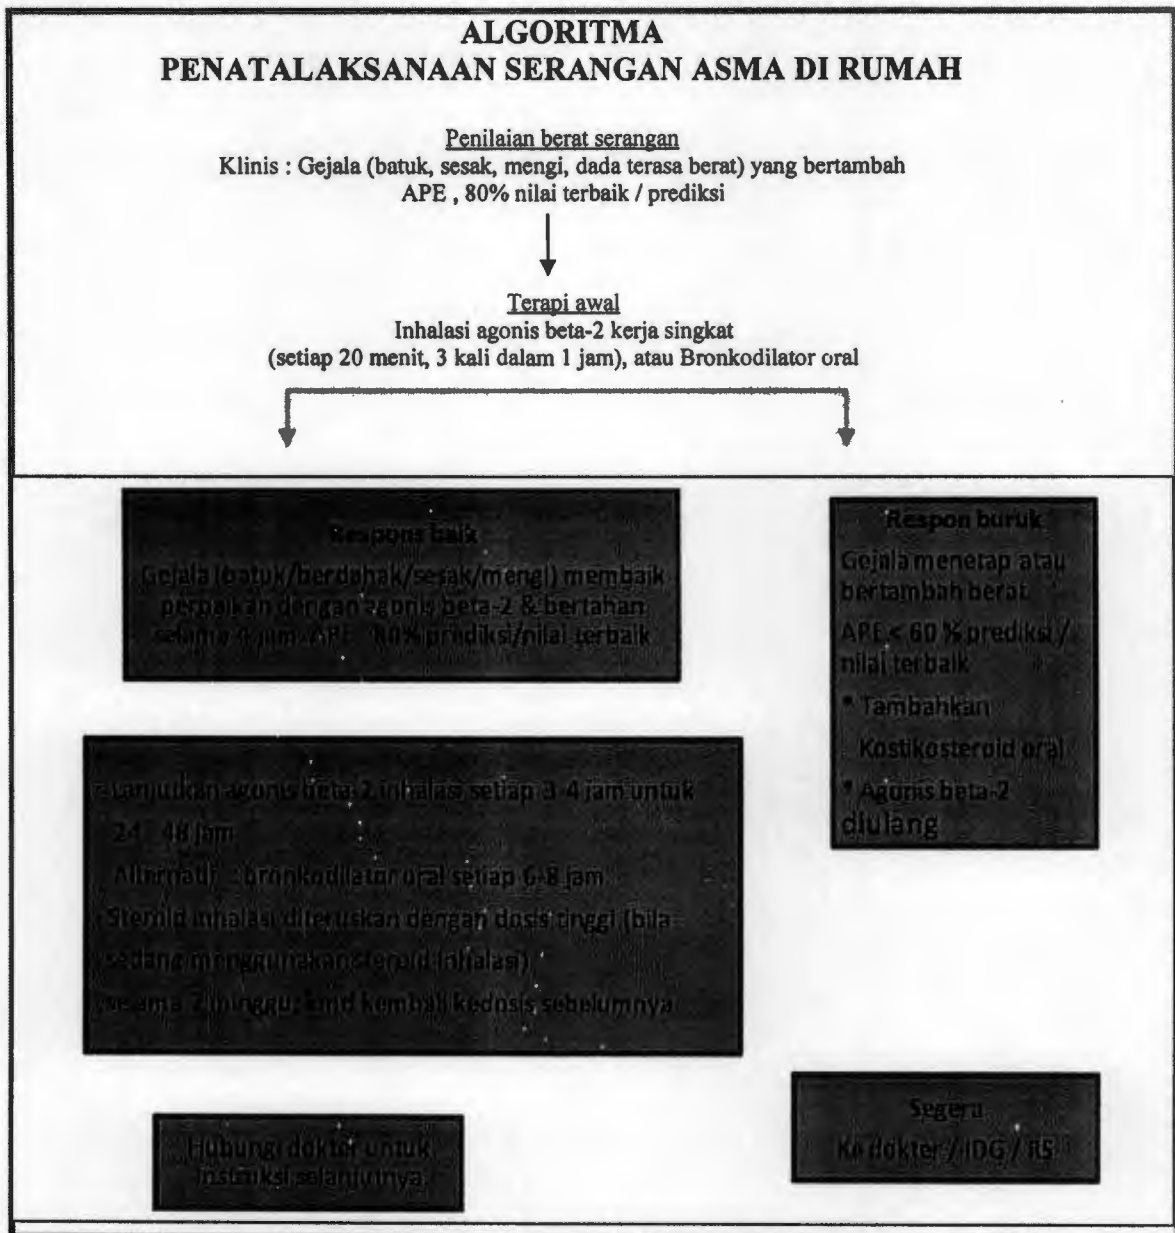 ALGORITMA
PENATALAKSANAAN SERANGAN ASMA DI RUMAH
Penilaian berat serangan
Klinis : Gejala (batuk, sesak, mengi, dada terasa berat) yang bertambah
APE , 80% nilai terbaik / prediksi
Terapi awal
Inhalasi agonis beta-2 kerja singkat
(setiap 20 menit, 3 kali dalam 1 jam), atau Bronkodilator oral
Respons baik
Gejala (batuk/berdahak/sesak/mengi) membaik
perbaikan dengan agonis beta-2 & bertahan
selama 4 jam. APE 80% prediksi/nilai terbaik
Lanjutkan agonis beta-2 inhalasi setiap 3-4 jam untuk
24- 48 jam
Alternatif : bronkodilator oral setiap 6-8 jam
Steroid inhalasi diteruskan dengan dosis tinggi (bila
sedang menggunakan steroid inhalasi)
selama 2 minggu, kmd kembali kedosis sebelumnya
Hubungi dokter untuk
Instruksi selanjutnya
Respon buruk
Gejala menetap atau
bertambah berat
APE < 60 % prediksi /
nilai terbaik
* Tambahkan
Kostikosteroid oral
* Agonis beta-2
diulang
Segera
Ke dokter / IDG / RS